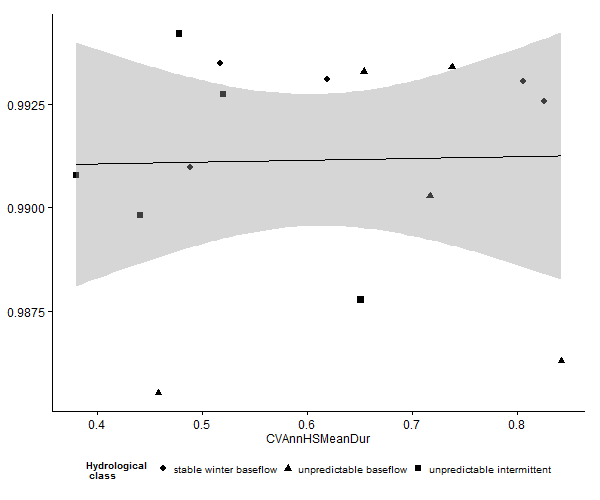 0.9925
0.9900
0.9875
0.4 0.5 0.6 0.7 0.8
CVAnnHSMeanDur
Hydrological
class
stable winter baseflow unpredictable baseflow unpredictable intermittent